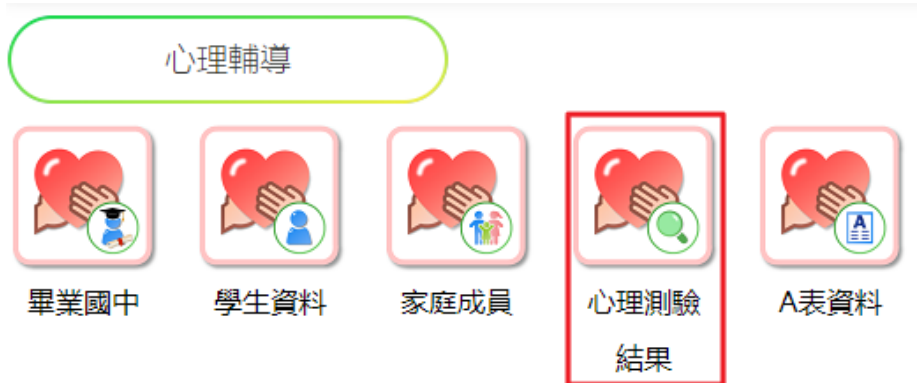 心理輔導
畢業國中
學生資料
家庭成員
心理測驗
結果
A表資料